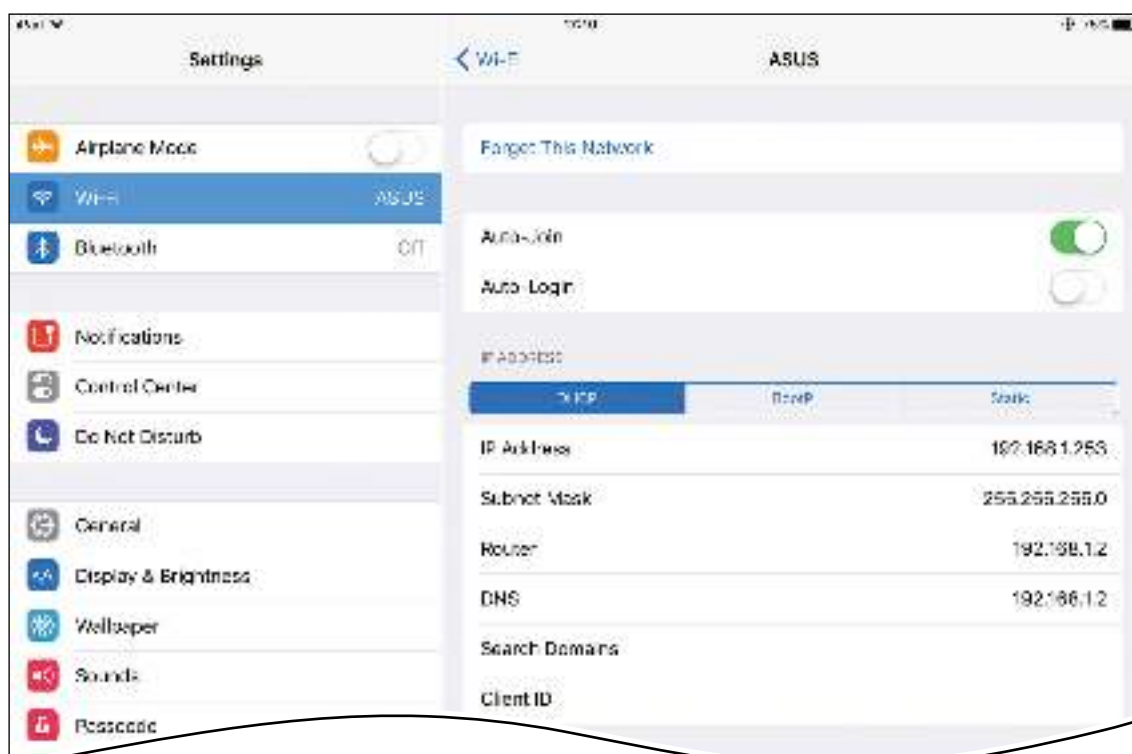 Settings
Airplane Mode
Wi-Fi ASUS
Bluetooth Off
Notifications
Control Center
Do Not Disturb
General
Display & Brightness
Wallpaper
Sounds
Passcode
Wi-Fi
ASUS
Forget This Network
Auto-Join
Auto-Login
IP ADDRESS
DHCP BootP Static
IP Address 192.168.1.253
Subnet Mask 255.255.255.0
Router 192.168.1.2
DNS 192.168.1.2
Search Domains
Client ID